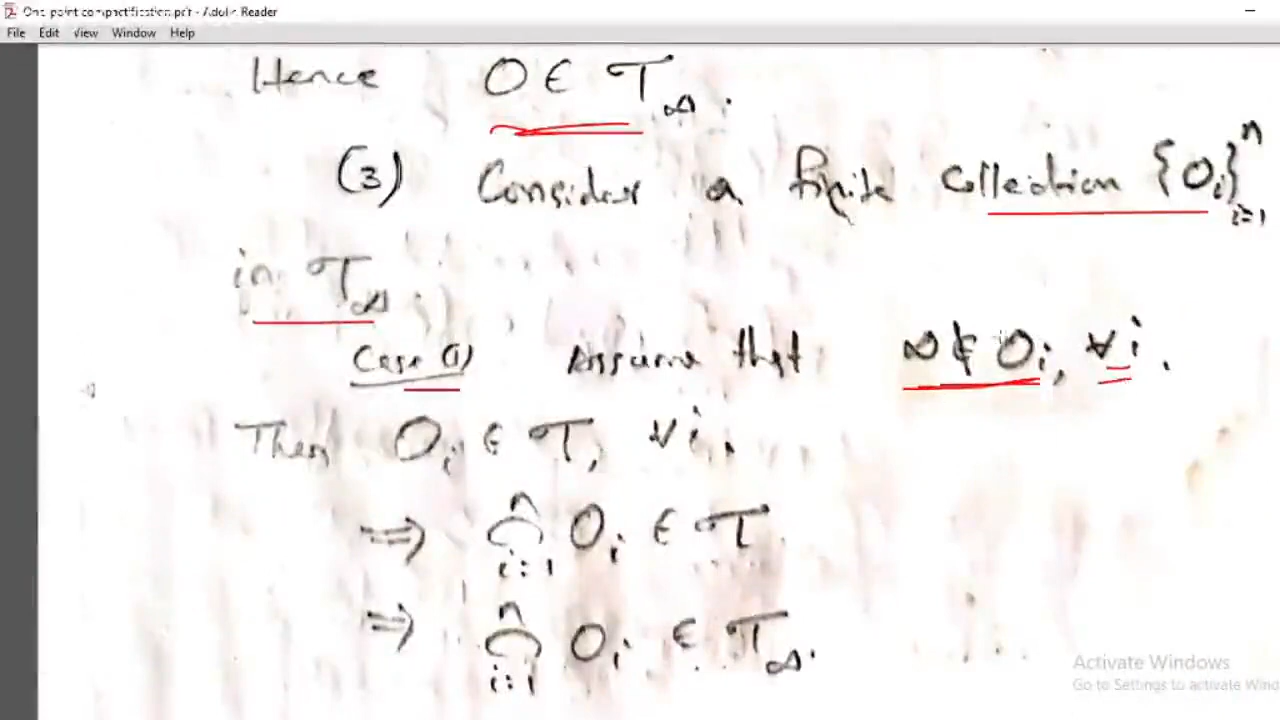 One point compactification.pdf - Adobe Reader
File Edit View Window Help
Hence O ∈ T∞.
(3) Consider a finite collection {Oᵢ}ⁿᵢ₌₁
in T∞.
Case (1) Assume that ∞ ∉ Oᵢ, ∀i.
Then Oᵢ ∈ T, ∀i.
⇒ ⋂ⁿᵢ₌₁ Oᵢ ∈ T
⇒ ⋂ⁿᵢ₌₁ Oᵢ ∈ T∞.
Activate Windows
Go to Settings to activate Wind